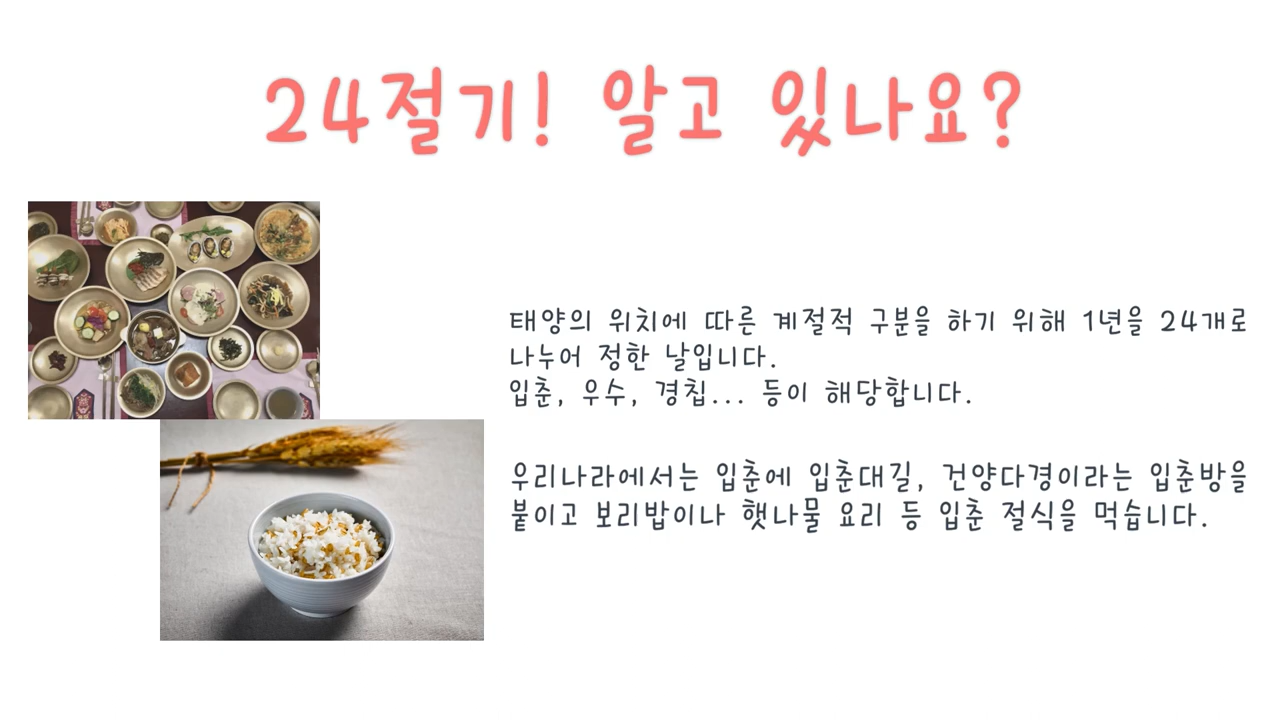 24절기! 알고 있나요?
태양의 위치에 따른 계절적 구분을 하기 위해 1년을 24개로
나누어 정한 날입니다.
입춘, 우수, 경칩... 등이 해당합니다.
우리나라에서는 입춘에 입춘대길, 건양다경이라는 입춘방을
붙이고 보리밥이나 햇나물 요리 등 입춘 절식을 먹습니다.